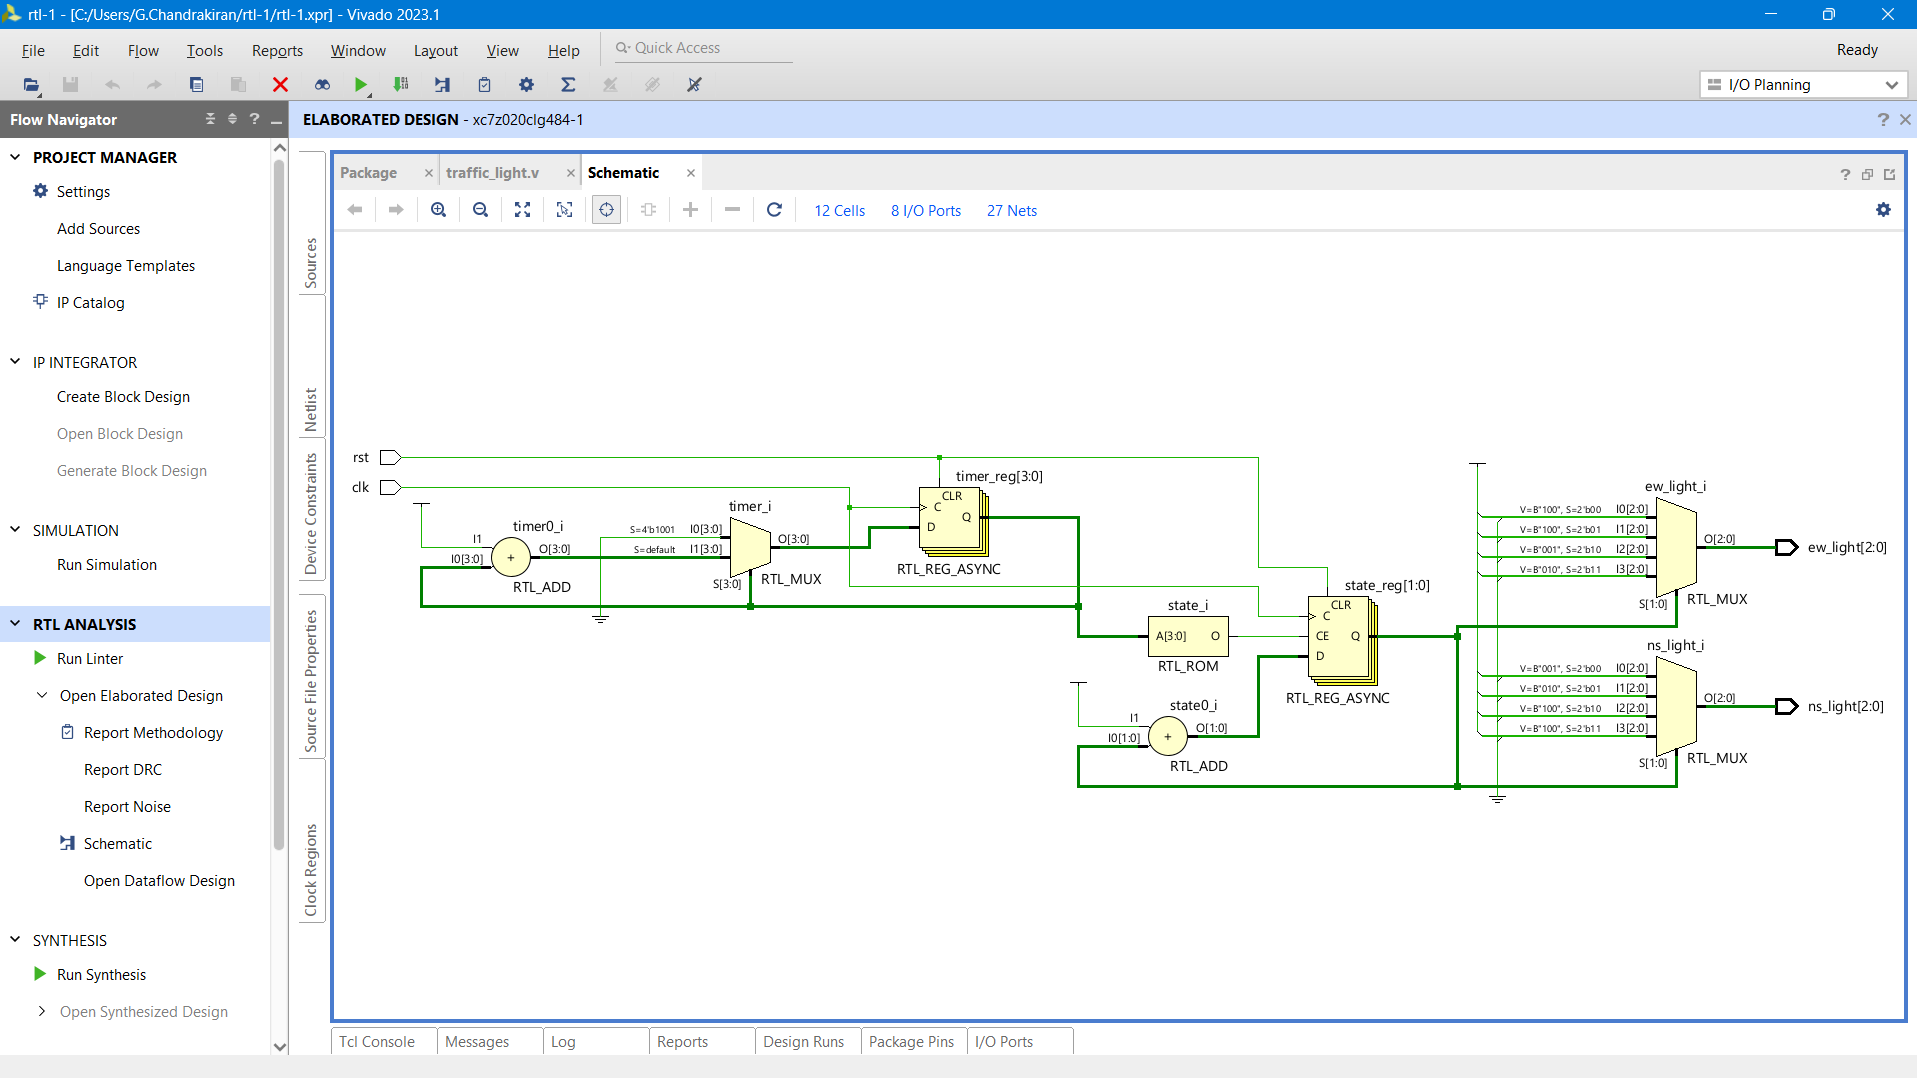 rtl-1 - [C:/Users/G.Chandrakiran/rtl-1/rtl-1.xpr] - Vivado 2023.1
File Edit Flow Tools Reports Window Layout View Help Quick Access Ready
I/O Planning
Flow Navigator
PROJECT MANAGER
Settings
Add Sources
Language Templates
IP Catalog
IP INTEGRATOR
Create Block Design
Open Block Design
Generate Block Design
SIMULATION
Run Simulation
RTL ANALYSIS
Run Linter
Open Elaborated Design
Report Methodology
Report DRC
Report Noise
Schematic
Open Dataflow Design
SYNTHESIS
Run Synthesis
Open Synthesized Design
ELABORATED DESIGN - xc7z020clg484-1
Sources
Netlist
Device Constraints
Source File Properties
Clock Regions
Package traffic_light.v Schematic
12 Cells 8 I/O Ports 27 Nets
rst
clk
timer0_i
I1
I0[3:0]
+
O[3:0]
RTL_ADD
timer_i
S=4'b1001 I0[3:0]
S=default I1[3:0]
O[3:0]
S[3:0]
RTL_MUX
timer_reg[3:0]
CLR
C
D
Q
RTL_REG_ASYNC
state_i
A[3:0] O
RTL_ROM
state0_i
I1
I0[1:0]
+
O[1:0]
RTL_ADD
state_reg[1:0]
CLR
C
CE Q
D
RTL_REG_ASYNC
ew_light_i
V=B"100", S=2'b00 I0[2:0]
V=B"100", S=2'b01 I1[2:0]
V=B"001", S=2'b10 I2[2:0]
V=B"010", S=2'b11 I3[2:0]
O[2:0]
ew_light[2:0]
S[1:0]
RTL_MUX
ns_light_i
V=B"001", S=2'b00 I0[2:0]
V=B"010", S=2'b01 I1[2:0]
V=B"100", S=2'b10 I2[2:0]
V=B"100", S=2'b11 I3[2:0]
O[2:0]
ns_light[2:0]
S[1:0]
RTL_MUX
Tcl Console Messages Log Reports Design Runs Package Pins I/O Ports